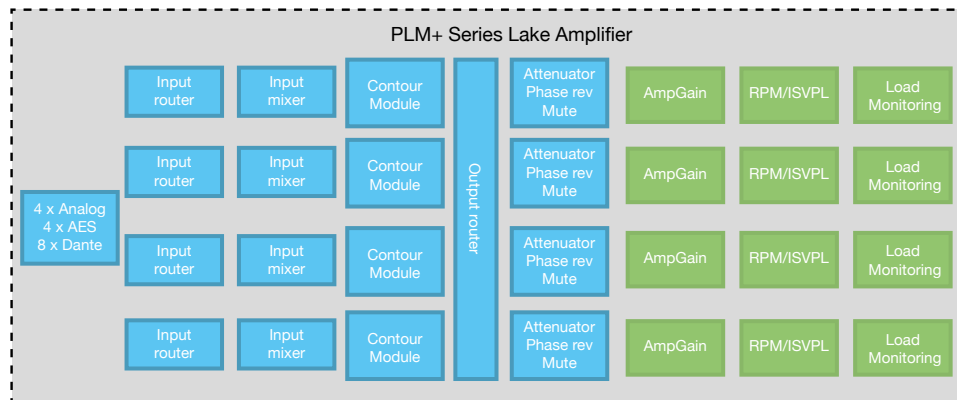 PLM+ Series Lake Amplifier
4 x Analog
4 x AES
8 x Dante
Input
router
Input
mixer
Contour
Module
Output router
Attenuator
Phase rev
Mute
AmpGain
RPM/ISVPL
Load
Monitoring
Input
router
Input
mixer
Contour
Module
Attenuator
Phase rev
Mute
AmpGain
RPM/ISVPL
Load
Monitoring
Input
router
Input
mixer
Contour
Module
Attenuator
Phase rev
Mute
AmpGain
RPM/ISVPL
Load
Monitoring
Input
router
Input
mixer
Contour
Module
Attenuator
Phase rev
Mute
AmpGain
RPM/ISVPL
Load
Monitoring